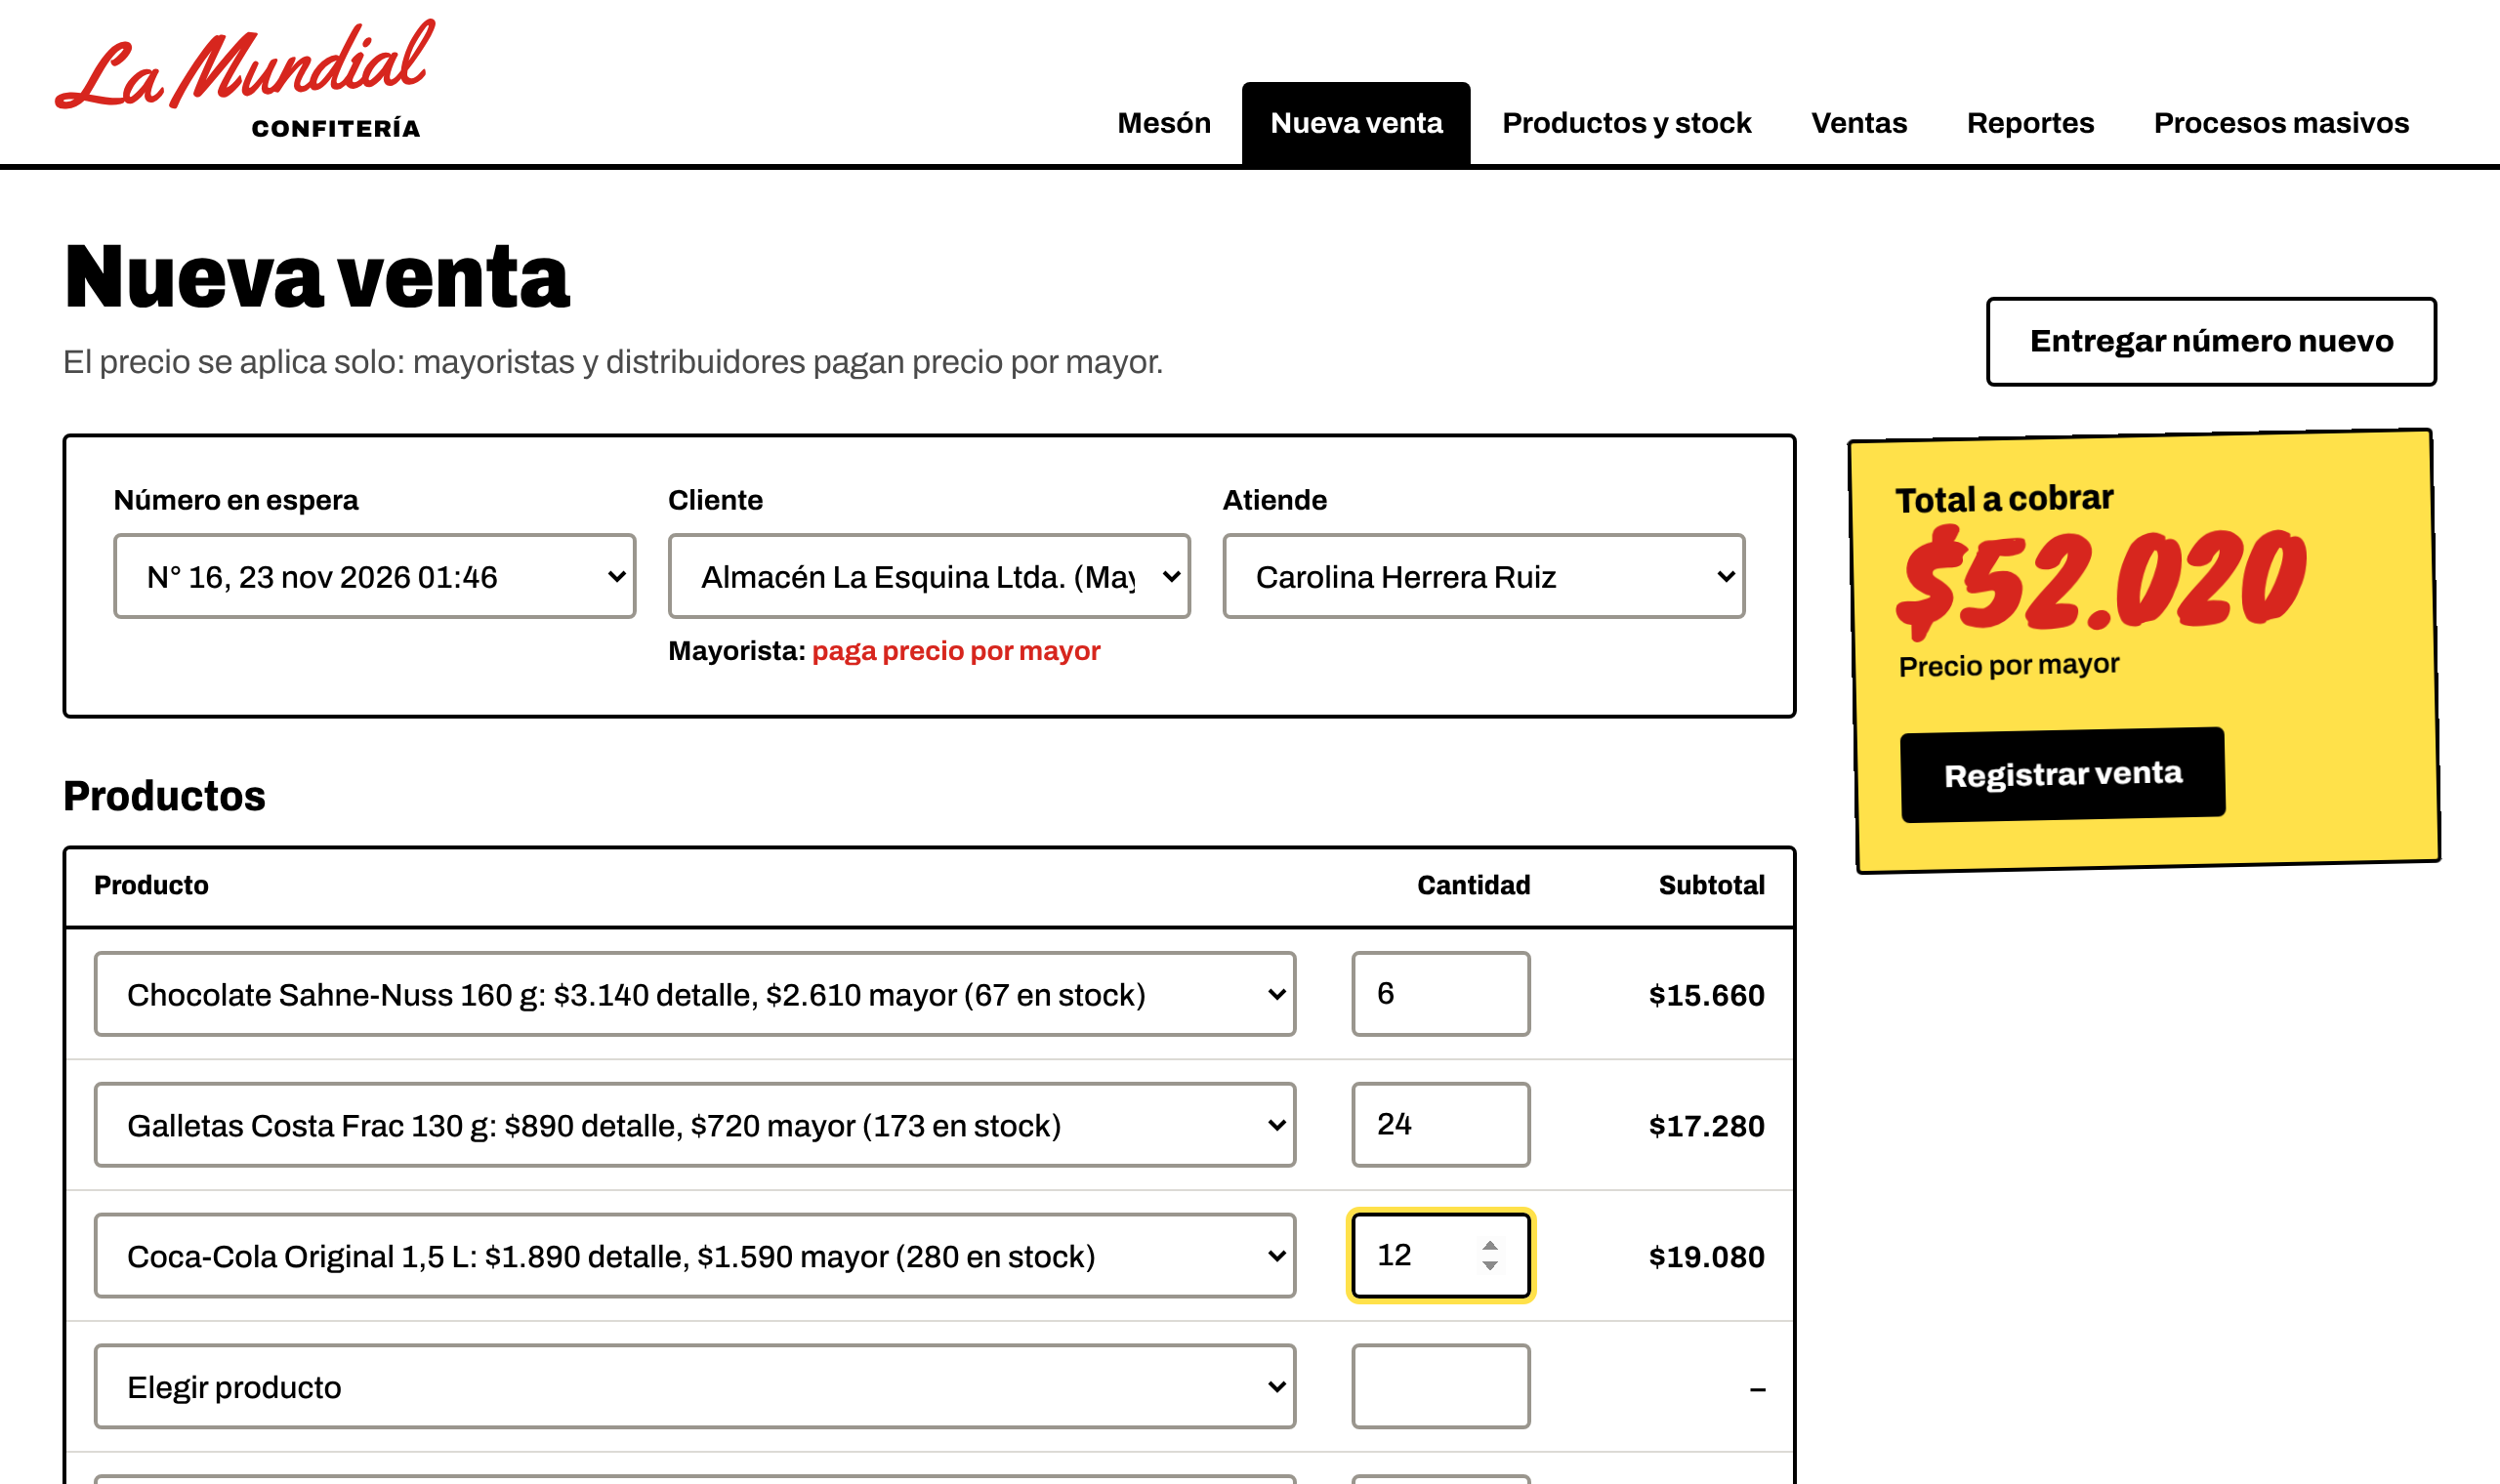 La Mundial
CONFITERÍA
Mesón
Nueva venta
Productos y stock
Ventas
Reportes
Procesos masivos
Nueva venta
El precio se aplica solo: mayoristas y distribuidores pagan precio por mayor.
Entregar número nuevo
Número en espera
Cliente
Atiende
N° 16, 23 nov 2026 01:46
Almacén La Esquina Ltda. (May
Carolina Herrera Ruiz
Mayorista: paga precio por mayor
Total a cobrar
$52.020
Precio por mayor
Registrar venta
Productos
Producto
Cantidad
Subtotal
Chocolate Sahne-Nuss 160 g: $3.140 detalle, $2.610 mayor (67 en stock)
6
$15.660
Galletas Costa Frac 130 g: $890 detalle, $720 mayor (173 en stock)
24
$17.280
Coca-Cola Original 1,5 L: $1.890 detalle, $1.590 mayor (280 en stock)
12
$19.080
Elegir producto
–